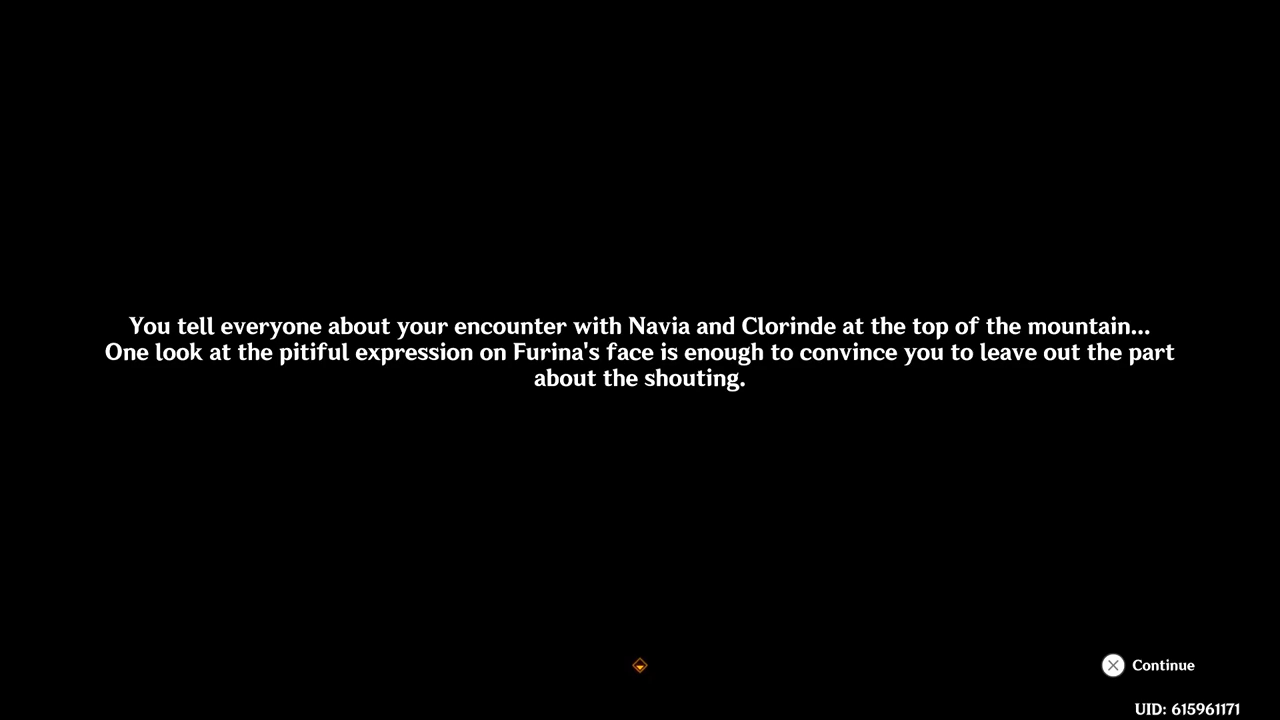 You tell everyone about your encounter with Navia and Clorinde at the top of the mountain...
One look at the pitiful expression on Furina's face is enough to convince you to leave out the part
about the shouting.
Continue
UID: 615961171